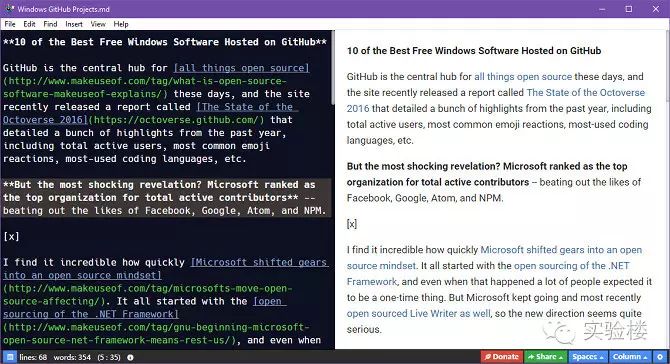 Windows GitHub Projects.md
File Edit Find Insert View Help
**10 of the Best Free Windows Software Hosted on GitHub**
GitHub is the central hub for [all things open source]
(http://www.makeuseof.com/tag/what-is-open-source-
software-makeuseof-explains/) these days, and the site
recently released a report called [The State of the
Octoverse 2016](https://octoverse.github.com/) that
detailed a bunch of highlights from the past year,
including total active users, most common emoji
reactions, most-used coding languages, etc.
**But the most shocking revelation? Microsoft ranked as
the top organization for total active contributors** --
beating out the likes of Facebook, Google, Atom, and NPM.
[x]
I find it incredible how quickly [Microsoft shifted gears
into an open source mindset]
(http://www.makeuseof.com/tag/microsofts-move-open-
source-affecting/). It all started with the [open
sourcing of the .NET Framework]
(http://www.makeuseof.com/tag/gnu-beginning-microsoft-
open-source-net-framework-means-rest-us/), and even when
10 of the Best Free Windows Software Hosted on GitHub
GitHub is the central hub for all things open source these days, and
the site recently released a report called The State of the Octoverse
2016 that detailed a bunch of highlights from the past year, including
total active users, most common emoji reactions, most-used coding
languages, etc.
But the most shocking revelation? Microsoft ranked as the top
organization for total active contributors – beating out the likes of
Facebook, Google, Atom, and NPM.
[x]
I find it incredible how quickly Microsoft shifted gears into an open
source mindset. It all started with the open sourcing of the .NET
Framework, and even when that happened a lot of people expected it
to be a one-time thing. But Microsoft kept going and most recently
open sourced Live Writer as well, so the new direction seems quite
serious.
实验楼
lines: 68 words: 354 (5 : 35) Donate Share Spaces Column